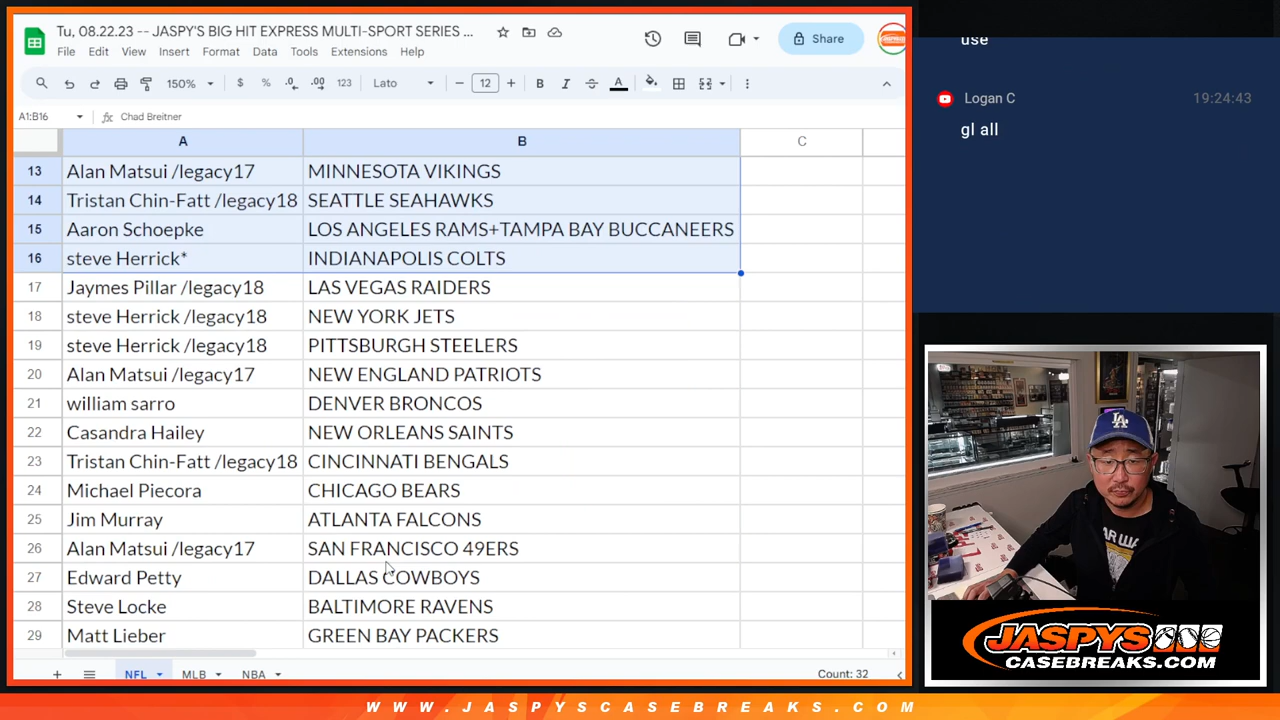 Tu, 08.22.23 -- JASPY'S BIG HIT EXPRESS MULTI-SPORT SERIES ...
File Edit View Insert Format Data Tools Extensions Help
Share
150% $ % .0 .00 123 Lato 12 B I S A
A1:B16 fx Chad Breitner
A B C
13 Alan Matsui /legacy17 MINNESOTA VIKINGS
14 Tristan Chin-Fatt /legacy18 SEATTLE SEAHAWKS
15 Aaron Schoepke LOS ANGELES RAMS+TAMPA BAY BUCCANEERS
16 steve Herrick* INDIANAPOLIS COLTS
17 Jaymes Pillar /legacy18 LAS VEGAS RAIDERS
18 steve Herrick /legacy18 NEW YORK JETS
19 steve Herrick /legacy18 PITTSBURGH STEELERS
20 Alan Matsui /legacy17 NEW ENGLAND PATRIOTS
21 william sarro DENVER BRONCOS
22 Casandra Hailey NEW ORLEANS SAINTS
23 Tristan Chin-Fatt /legacy18 CINCINNATI BENGALS
24 Michael Piecora CHICAGO BEARS
25 Jim Murray ATLANTA FALCONS
26 Alan Matsui /legacy17 SAN FRANCISCO 49ERS
27 Edward Petty DALLAS COWBOYS
28 Steve Locke BALTIMORE RAVENS
29 Matt Lieber GREEN BAY PACKERS
NFL MLB NBA Count: 32
use
Logan C 19:24:43
gl all
LA
JASPYS
CASEBREAKS.COM
WWW.JASPYSCASEBREAKS.COM